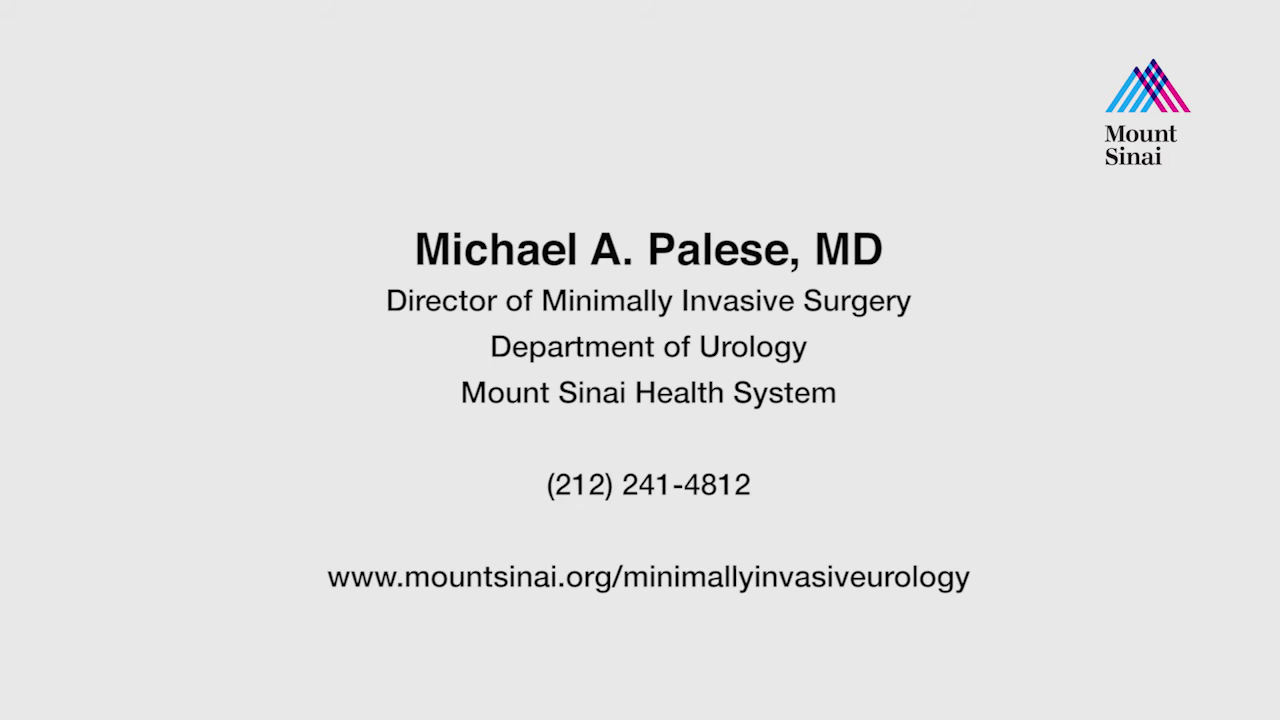 Mount
Sinai
Michael A. Palese, MD
Director of Minimally Invasive Surgery
Department of Urology
Mount Sinai Health System
(212) 241-4812
www.mountsinai.org/minimallyinvasiveurology